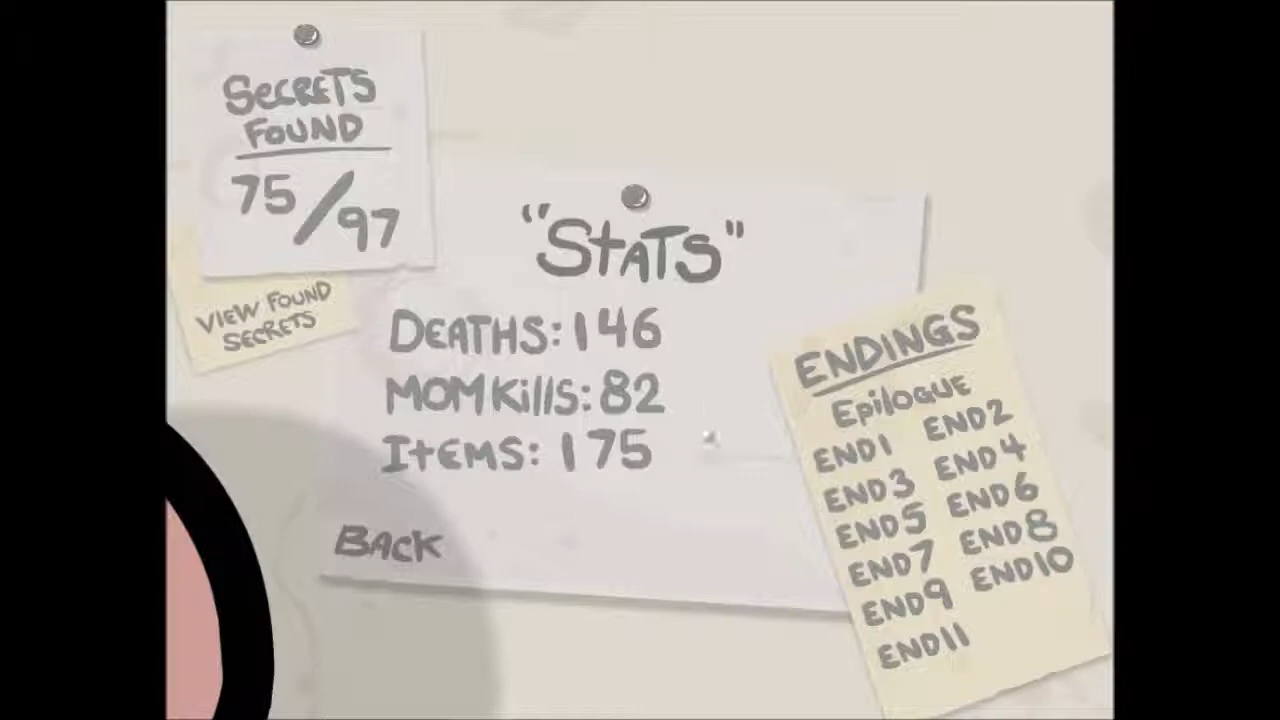 SECRETS
FOUND
75/97
VIEW FOUND
SECRETS
"StATS"
DEATHS: 146
MOM Kills: 82
ItEMS: 175
BACK
ENDINGS
EpilOGUE
END1 END2
END3 END4
END5 END6
END7 END8
END9 END10
END11